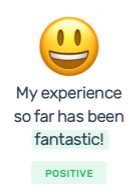 My experience
so far has been
fantastic!
POSITIVE